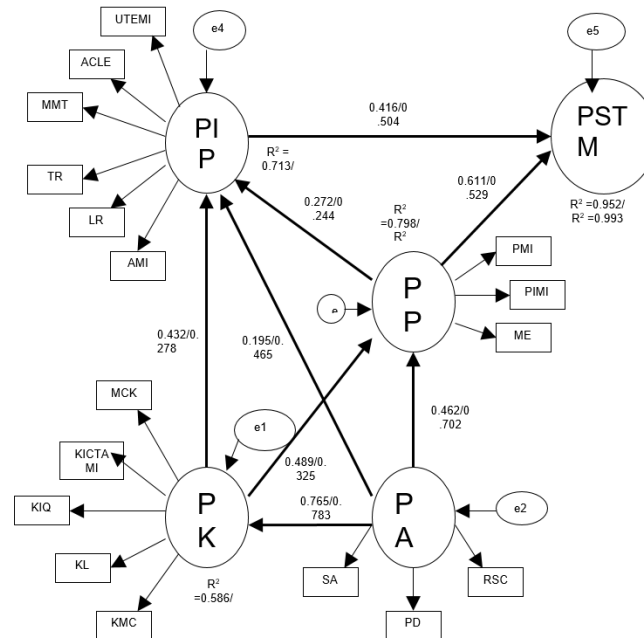 UTEMI
ACLE
MMT
TR
LR
AMI
e4
PI
P
R² =
0.713/
0.416/0
.504
e5
PST
M
R² =0.952/
R² =0.993
0.611/0
.529
0.272/0
.244
R²
=0.798/
R²
P
P
PMI
PIMI
ME
0.432/0.
278
0.195/0.
465
0.462/0
.702
MCK
KICTA
MI
KIQ
KL
KMC
e1
0.489/0.
325
0.765/0.
783
P
K
R²
=0.586/
P
A
e2
SA
PD
RSC